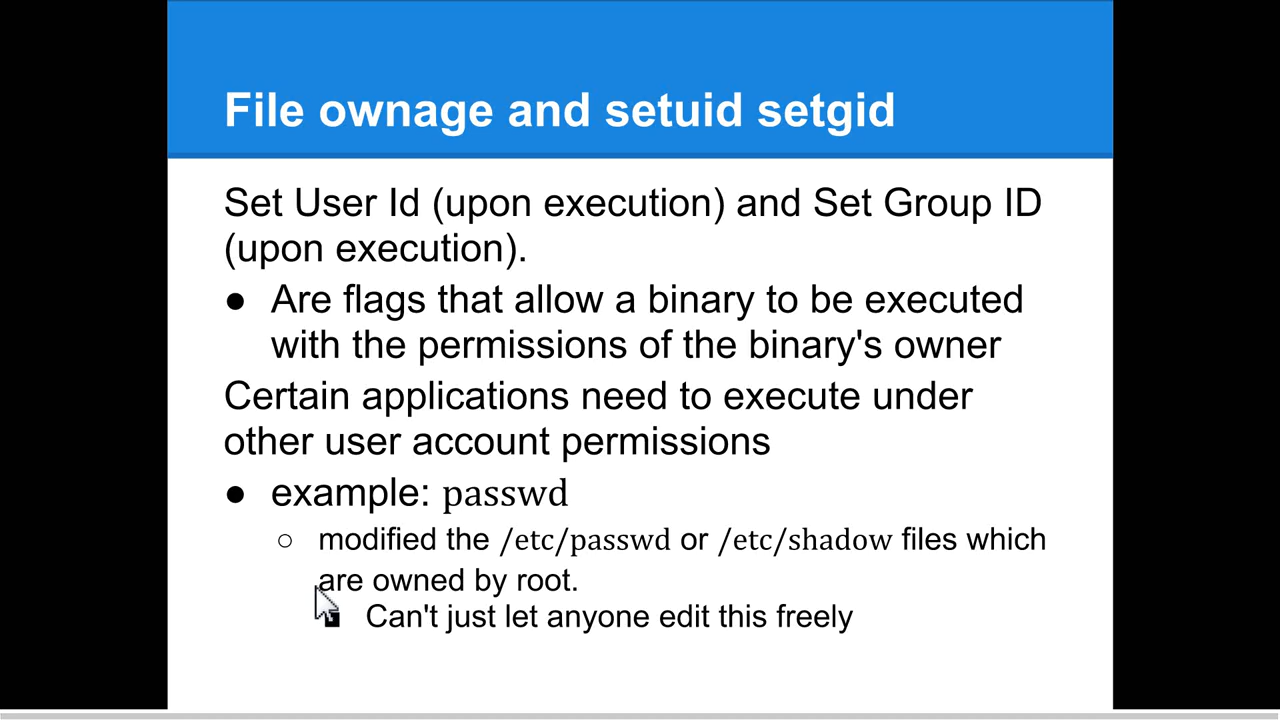 File ownage and setuid setgid
Set User Id (upon execution) and Set Group ID
(upon execution).
● Are flags that allow a binary to be executed
with the permissions of the binary's owner
Certain applications need to execute under
other user account permissions
● example: passwd
○ modified the /etc/passwd or /etc/shadow files which
are owned by root.
■ Can't just let anyone edit this freely